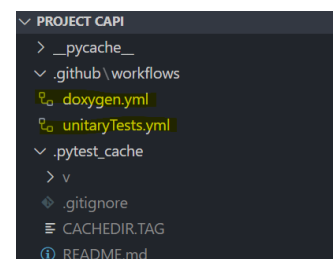 PROJECT CAPI
__pycache__
.github\workflows
doxygen.yml
unitaryTests.yml
.pytest_cache
v
.gitignore
CACHEDIR.TAG
README.md